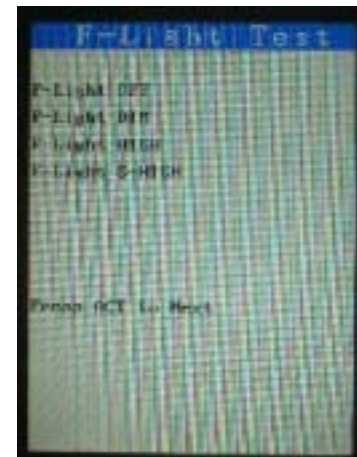 F-Light Test
F-Light OFF
F-Light DIM
F-Light HIGH
F-Light S-HIGH
Press ACT to Next